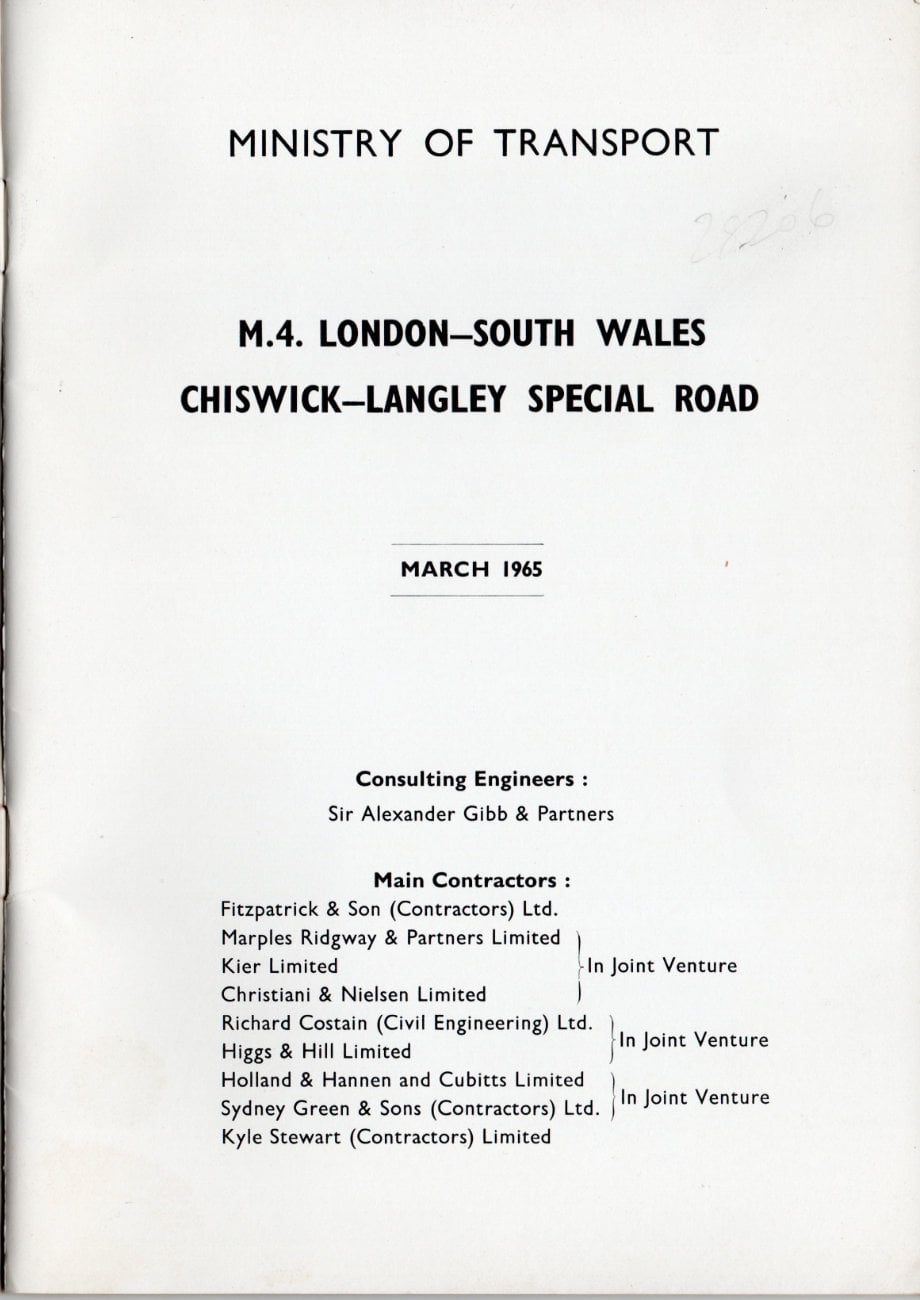 MINISTRY OF TRANSPORT
M.4. LONDON–SOUTH WALES
CHISWICK–LANGLEY SPECIAL ROAD
MARCH 1965
Consulting Engineers :
Sir Alexander Gibb & Partners
Main Contractors :
Fitzpatrick & Son (Contractors) Ltd.
Marples Ridgway & Partners Limited
Kier Limited
Christiani & Nielsen Limited
In Joint Venture
Richard Costain (Civil Engineering) Ltd.
Higgs & Hill Limited
In Joint Venture
Holland & Hannen and Cubitts Limited
Sydney Green & Sons (Contractors) Ltd.
In Joint Venture
Kyle Stewart (Contractors) Limited